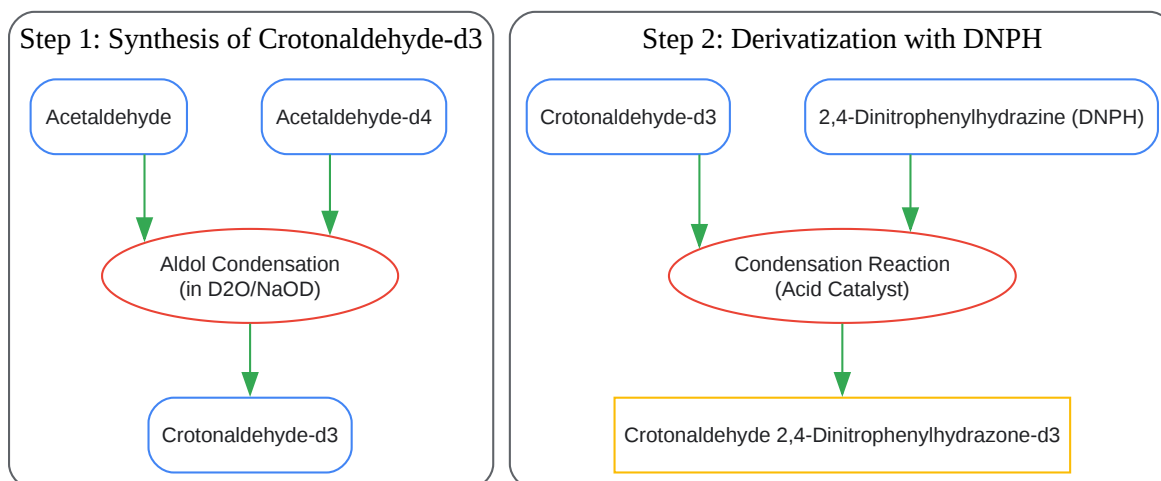 Step 1: Synthesis of Crotonaldehyde-d3
Acetaldehyde
Acetaldehyde-d4
Aldol Condensation
(in D2O/NaOD)
Crotonaldehyde-d3
Step 2: Derivatization with DNPH
Crotonaldehyde-d3
2,4-Dinitrophenylhydrazine (DNPH)
Condensation Reaction
(Acid Catalyst)
Crotonaldehyde 2,4-Dinitrophenylhydrazone-d3